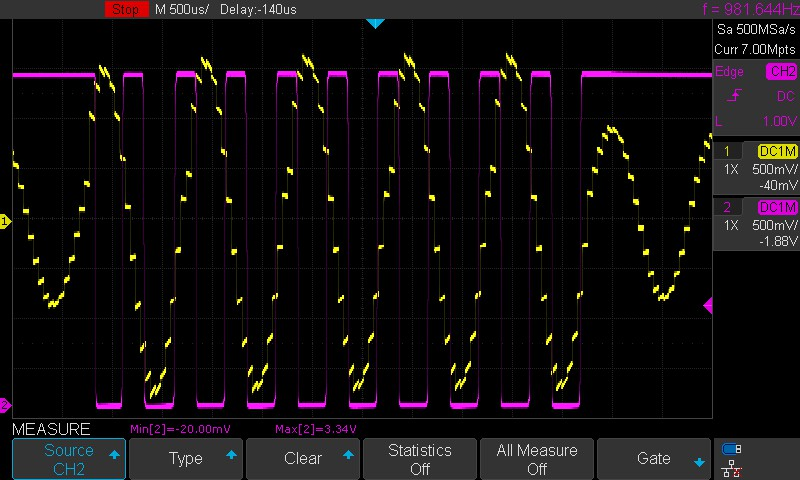 Stop M 500us/ Delay:-140us f = 981.644Hz
Sa 500MSa/s
Curr 7.00Mpts
Edge CH2
DC
L 1.00V
1 DC1M
1X 500mV/
-40mV
2 DC1M
1X 500mV/
-1.88V
1
2
MEASURE Min[2]=-20.00mV Max[2]=3.34V
Source
CH2
Type
Clear
Statistics
Off
All Measure
Off
Gate